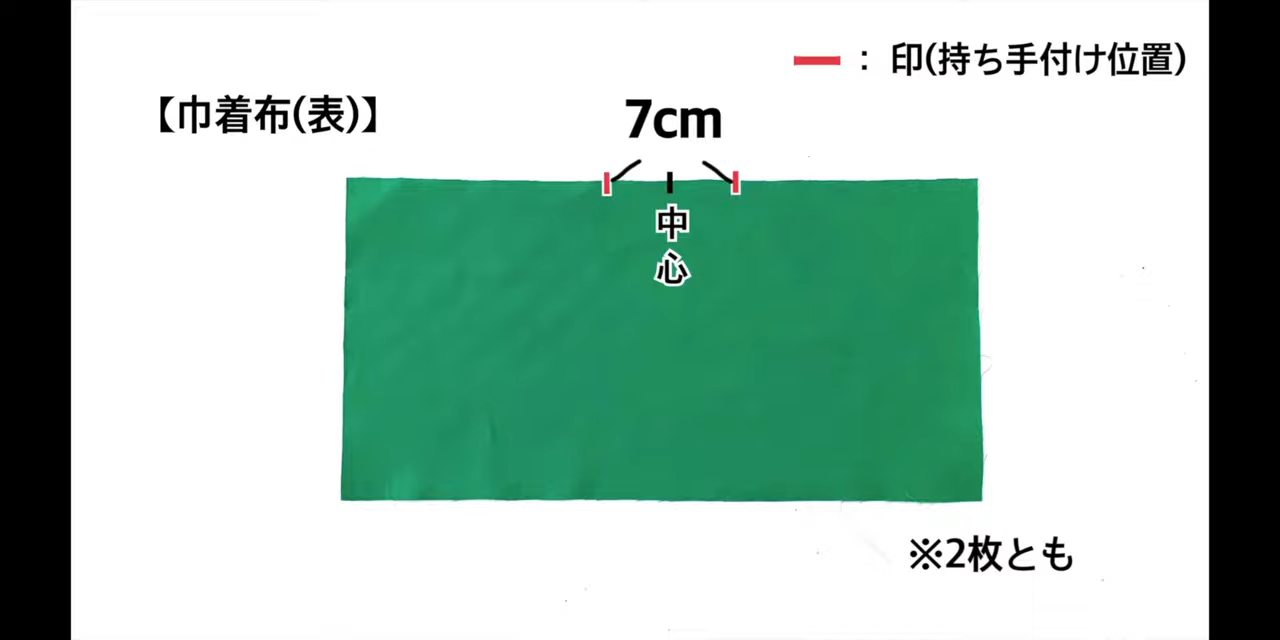 ：印(持ち手付け位置)
【巾着布(表)】
7cm
中
心
※2枚とも